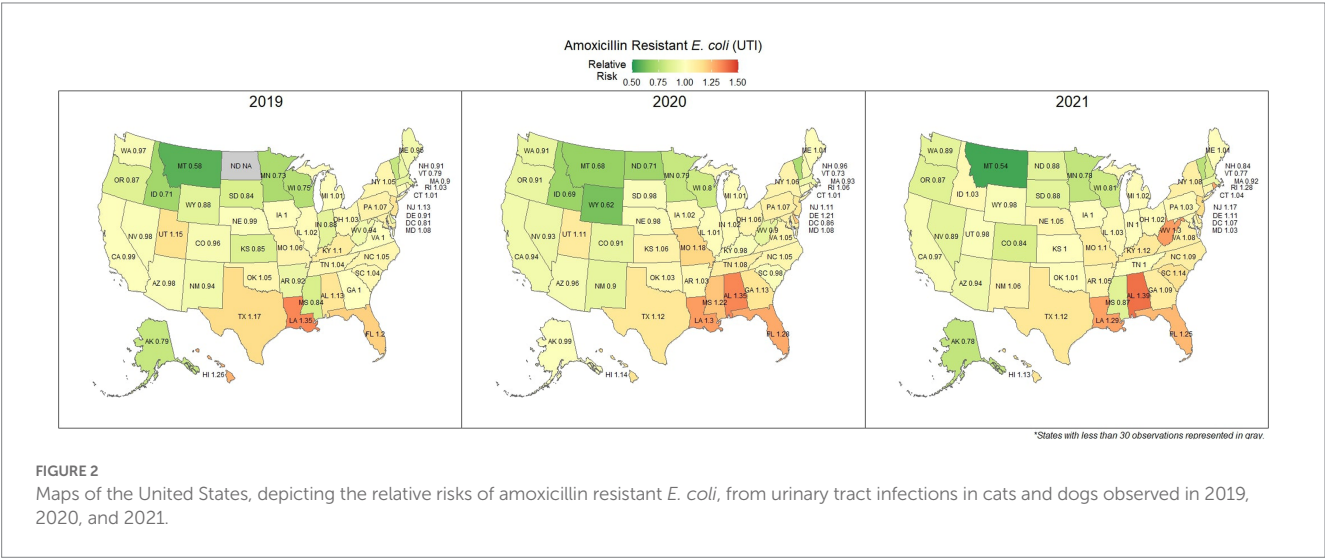 Amoxicillin Resistant E. coli (UTI)
Relative
Risk
0.50 0.75 1.00 1.25 1.50
2019
WA 0.97
MT 0.58
ND NA
MN 0.73
ME 0.95
NH 0.91
VT 0.79
MA 0.9
RI 1.03
CT 1.01
OR 0.87
ID 0.71
WY 0.88
SD 0.84
WI 0.75
NY 1.05
MI 1.01
PA 1.07
NJ 1.13
DE 0.91
DC 0.81
MD 1.08
NV 0.98
UT 1.15
CO 0.96
NE 0.99
IA 1
IL 1.02
IN 0.88
OH 1.03
WV 0.94
VA 1
CA 0.99
KS 0.85
MO 1.06
KY 1.1
NC 1.05
AZ 0.98
NM 0.94
OK 1.05
AR 0.92
TN 1.04
SC 1.04
TX 1.17
LA 1.35
MS 0.84
AL 1.13
GA 1
FL 1.2
AK 0.79
HI 1.26
2020
WA 0.91
MT 0.68
ND 0.71
MN 0.79
ME 1.01
NH 0.96
VT 0.73
MA 0.93
RI 1.06
CT 1.01
OR 0.91
ID 0.69
WY 0.62
SD 0.98
WI 0.8
MI 1.01
PA 1.07
NJ 1.11
DE 1.21
DC 0.86
MD 1.08
NV 0.93
UT 1.11
CO 0.91
NE 0.98
IA 1.02
IL 1.01
OH 1.06
WV 0.9
VA 1.05
CA 0.94
KS 1.06
MO 1.18
KY 0.98
NC 1.05
AZ 0.96
NM 0.9
OK 1.03
AR 1.03
TN 1.08
SC 0.98
TX 1.12
LA 1.3
MS 1.22
AL 1.35
GA 1.13
FL 1.28
AK 0.99
HI 1.14
2021
WA 0.89
MT 0.54
ND 0.88
MN 0.78
ME 1.01
NH 0.84
VT 0.77
MA 0.92
RI 1.28
CT 1.04
OR 0.87
ID 1.03
WY 0.98
SD 0.88
WI 0.81
NY 1.08
MI 1.02
PA 1.03
NJ 1.17
DE 1.11
DC 1.07
MD 1.03
NV 0.89
UT 0.98
CO 0.84
NE 1.05
IA 1
IL 1.03
IN 1
OH 1.02
WV 1.3
VA 1.08
CA 0.97
KS 1
MO 1.1
KY 1.12
NC 1.09
AZ 0.94
NM 1.06
OK 1.01
AR 1.05
TN 1
SC 1.14
TX 1.12
LA 1.29
MS 0.87
AL 1.39
GA 1.09
FL 1.25
AK 0.78
HI 1.13
*States with less than 30 observations represented in gray.
FIGURE 2
Maps of the United States, depicting the relative risks of amoxicillin resistant E. coli, from urinary tract infections in cats and dogs observed in 2019,
2020, and 2021.